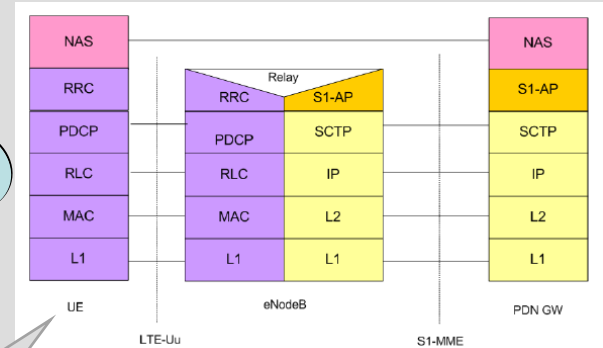 NAS
NAS
RRC
Relay
RRC
S1-AP
S1-AP
PDCP
PDCP
SCTP
SCTP
RLC
RLC
IP
IP
MAC
MAC
L2
L2
L1
L1
L1
L1
UE
eNodeB
PDN GW
LTE-Uu
S1-MME